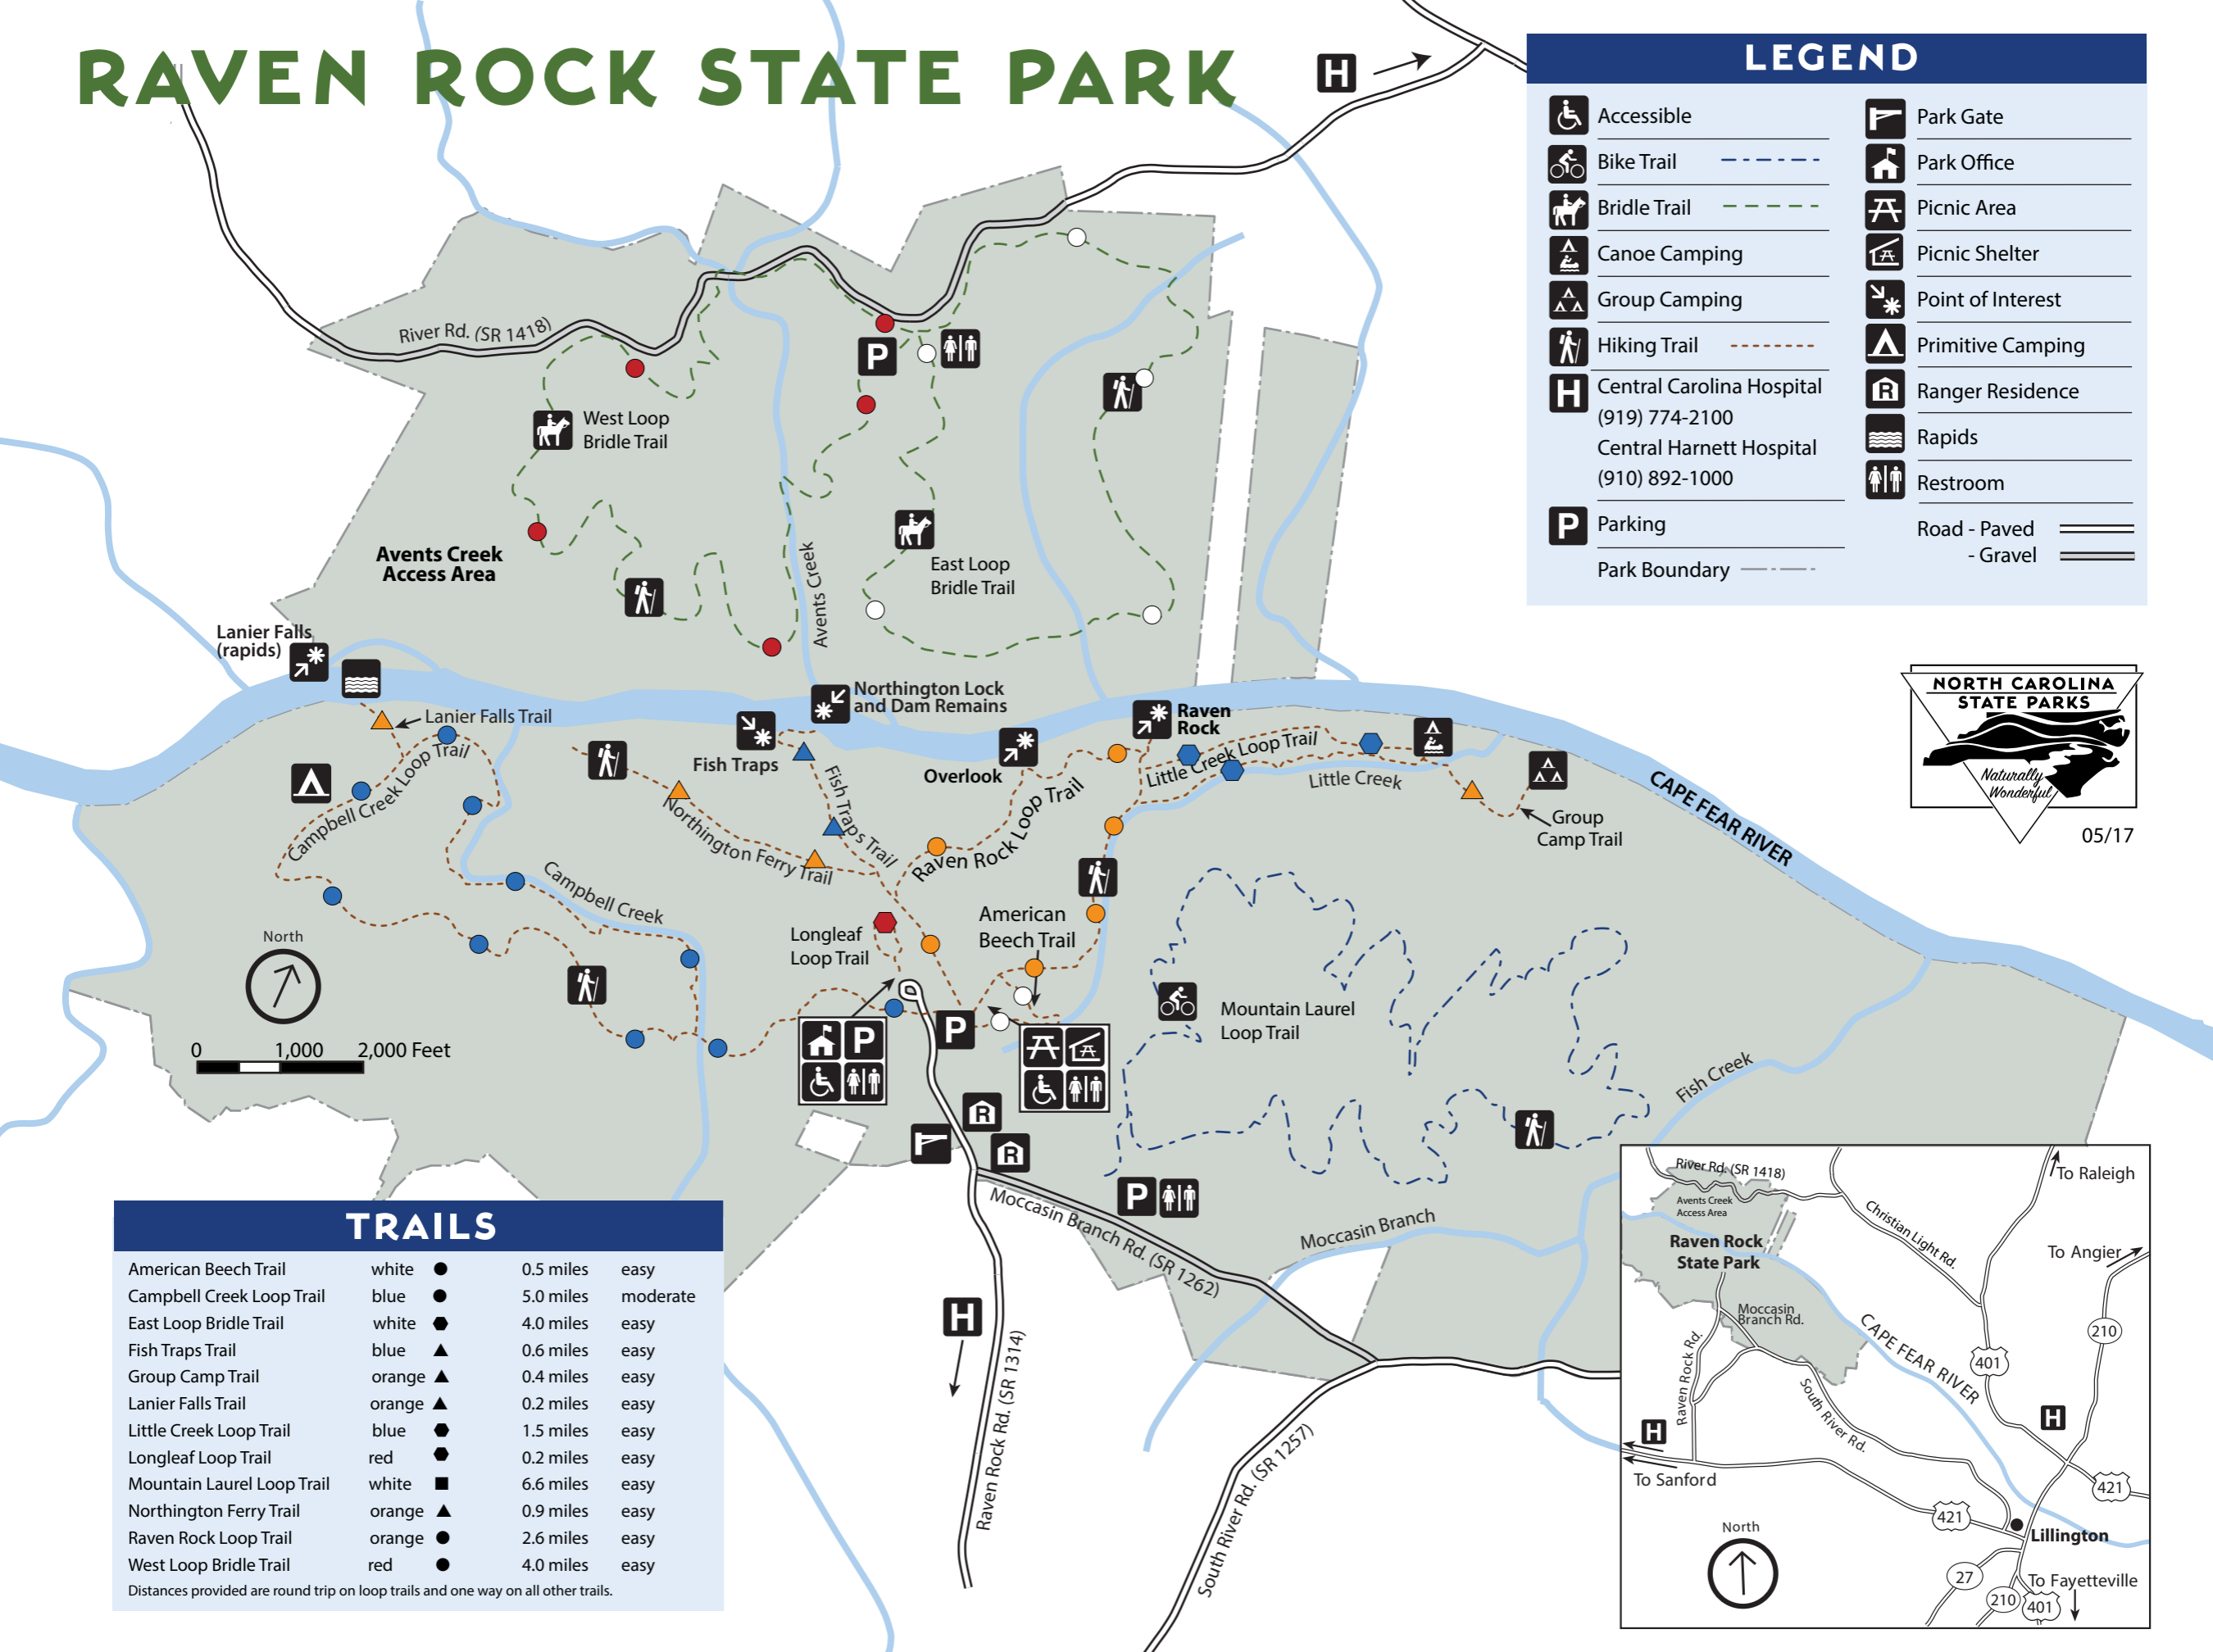 RAVEN ROCK STATE PARK
H
LEGEND
Accessible
Bike Trail
Bridle Trail
Canoe Camping
Group Camping
Hiking Trail
H Central Carolina Hospital
(919) 774-2100
Central Harnett Hospital
(910) 892-1000
P Parking
Park Boundary
Park Gate
Park Office
Picnic Area
Picnic Shelter
Point of Interest
Primitive Camping
R Ranger Residence
Rapids
Restroom
Road - Paved
- Gravel
River Rd. (SR 1418)
P
West Loop
Bridle Trail
Avents Creek
Access Area
Avents Creek
East Loop
Bridle Trail
Lanier Falls
(rapids)
Lanier Falls Trail
Northington Lock
and Dam Remains
Raven
Rock
Fish Traps
Overlook
Little Creek Loop Trail
Little Creek
Group
Camp Trail
CAPE FEAR RIVER
NORTH CAROLINA
STATE PARKS
Naturally
Wonderful
05/17
Campbell Creek Loop Trail
Northington Ferry Trail
Fish Traps Trail
Raven Rock Loop Trail
Campbell Creek
Longleaf
Loop Trail
American
Beech Trail
North
0 1,000 2,000 Feet
P
P
Mountain Laurel
Loop Trail
Fish Creek
R
R
P
Moccasin Branch Rd. (SR 1262)
Moccasin Branch
H
Raven Rock Rd. (SR 1314)
South River Rd. (SR 1257)
TRAILS
American Beech Trail white 0.5 miles easy
Campbell Creek Loop Trail blue 5.0 miles moderate
East Loop Bridle Trail white 4.0 miles easy
Fish Traps Trail blue 0.6 miles easy
Group Camp Trail orange 0.4 miles easy
Lanier Falls Trail orange 0.2 miles easy
Little Creek Loop Trail blue 1.5 miles easy
Longleaf Loop Trail red 0.2 miles easy
Mountain Laurel Loop Trail white 6.6 miles easy
Northington Ferry Trail orange 0.9 miles easy
Raven Rock Loop Trail orange 2.6 miles easy
West Loop Bridle Trail red 4.0 miles easy
Distances provided are round trip on loop trails and one way on all other trails.
River Rd. (SR 1418)
To Raleigh
Avents Creek
Access Area
Christian Light Rd.
Raven Rock
State Park
To Angier
Moccasin
Branch Rd.
CAPE FEAR RIVER
210
401
Raven Rock Rd.
South River Rd.
H
H
To Sanford
421
421
North
Lillington
27
To Fayetteville
210
401